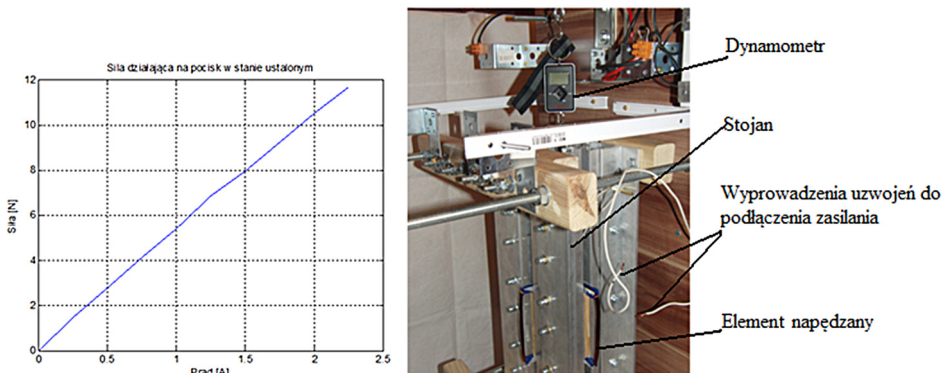 Siła działająca na pocisk w stanie ustalonym
12
10
8
6
4
2
0
Siła [N]
0
0.5
1
1.5
2
2.5
Prąd [A]
Dynamometr
Stojan
Wyprowadzenia uzwojeń do
podłączenia zasilania
Element napędzany